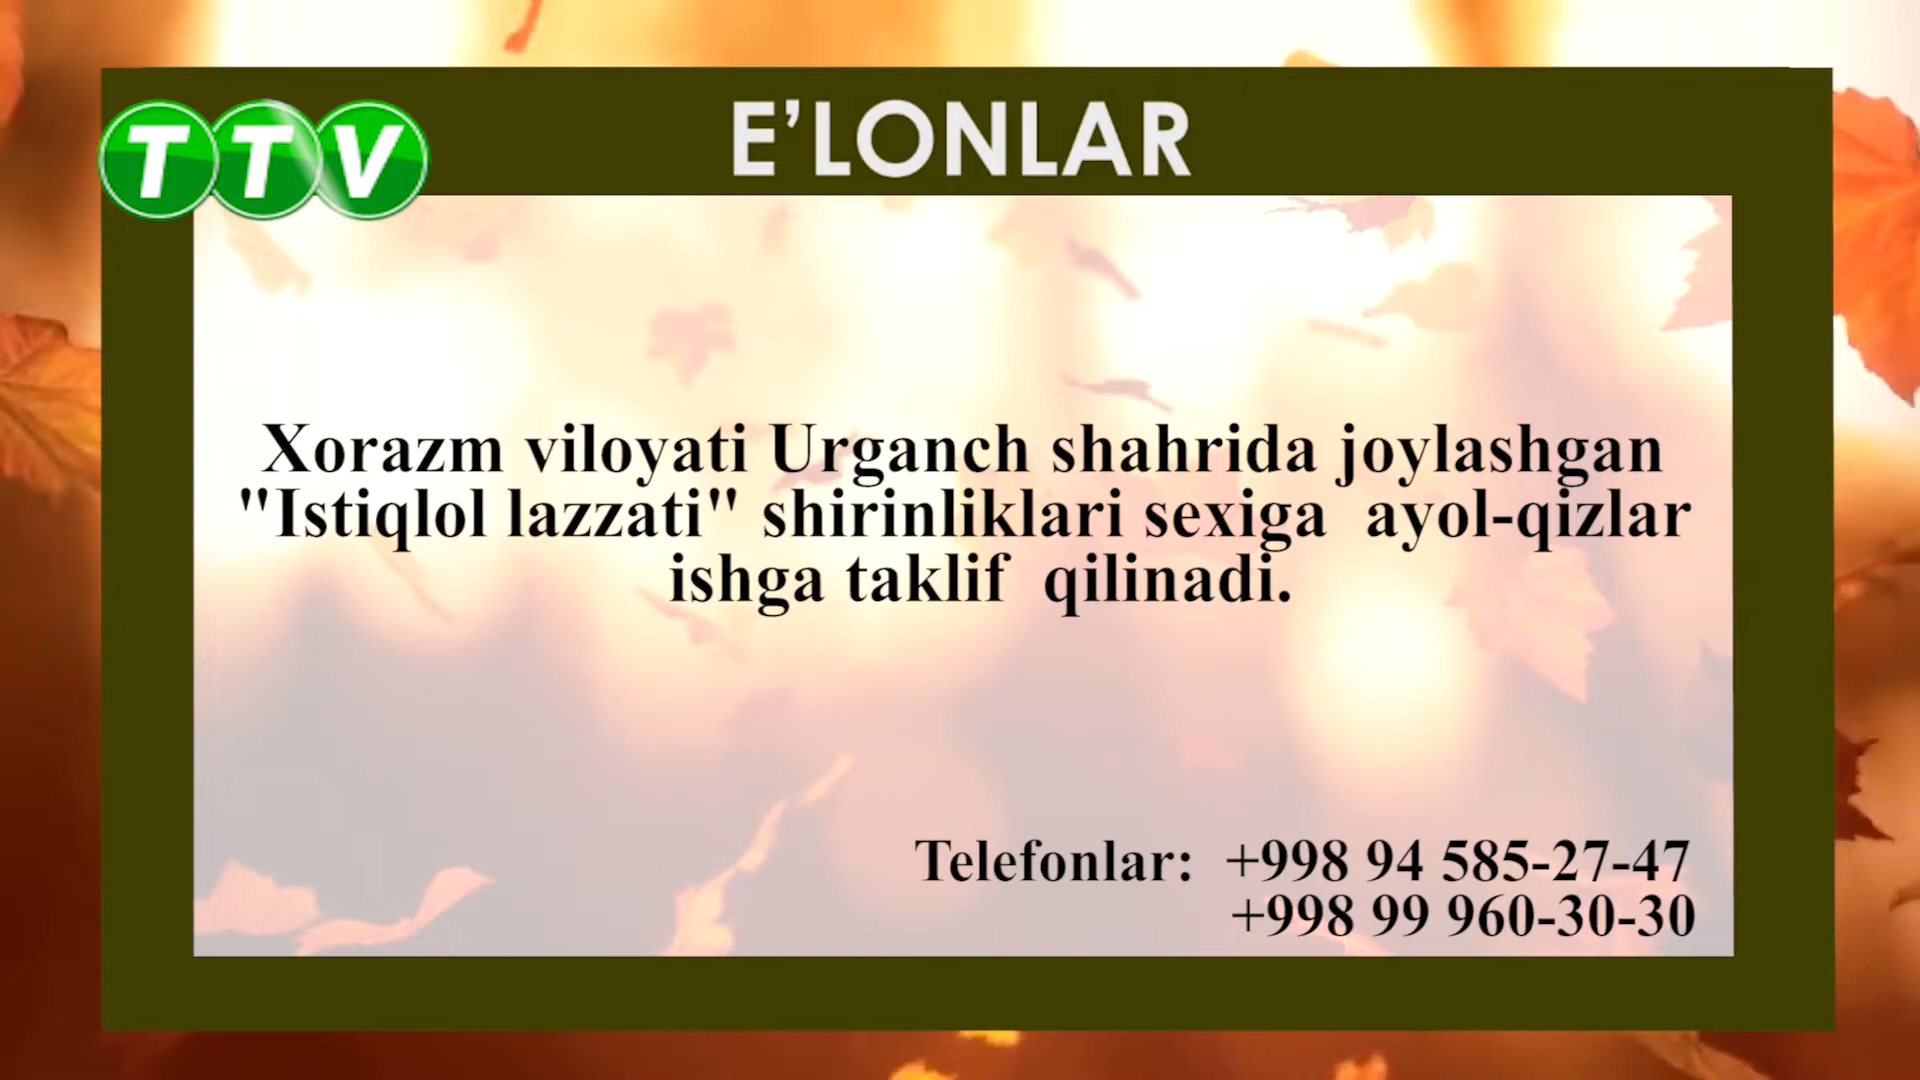 TTV
E’LONLAR
Xorazm viloyati Urganch shahrida joylashgan
"Istiqlol lazzati" shirinliklari sexiga ayol-qizlar
ishga taklif qilinadi.
Telefonlar: +998 94 585-27-47
+998 99 960-30-30